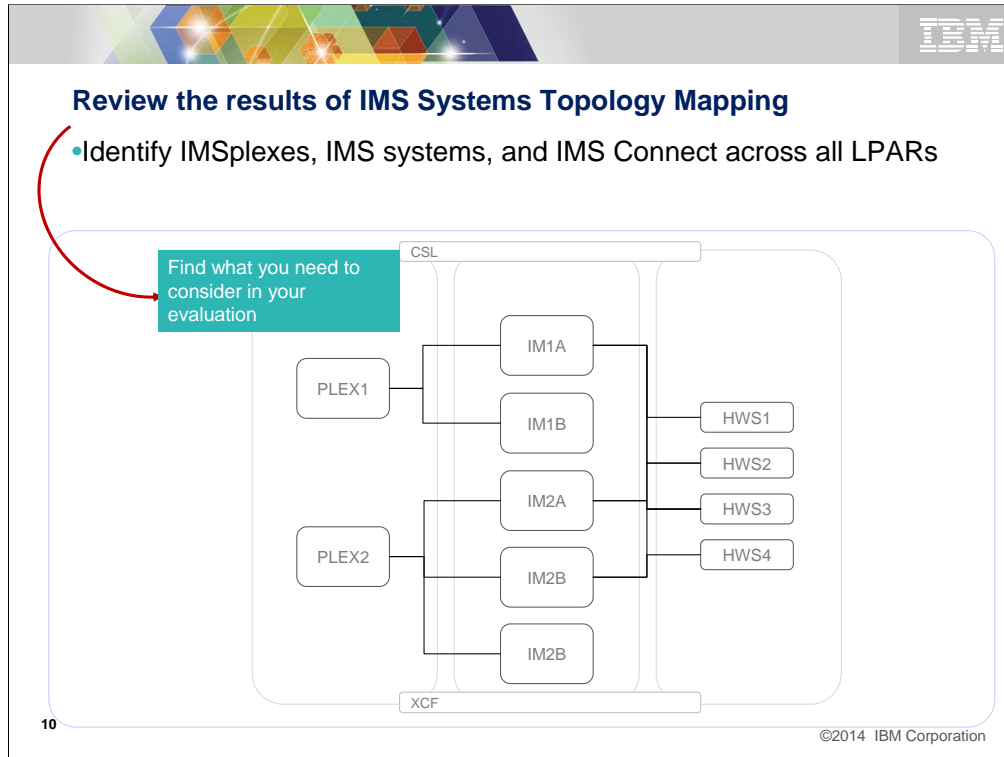 IBM
Review the results of IMS Systems Topology Mapping
•Identify IMSplexes, IMS systems, and IMS Connect across all LPARs
CSL
Find what you need to
consider in your
evaluation
IM1A
PLEX1
IM1B
HWS1
HWS2
IM2A
HWS3
PLEX2
IM2B
HWS4
IM2B
XCF
10
©2014 IBM Corporation